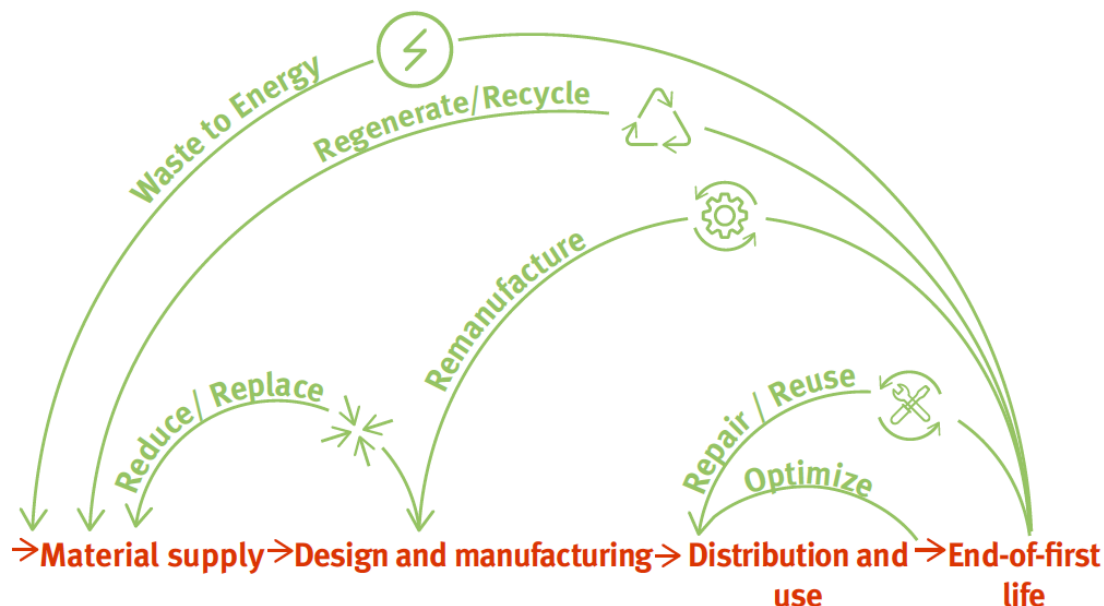 Waste to Energy
Regenerate/Recycle
Remanufacture
Reduce/ Replace
Repair / Reuse
Optimize
Material supply
Design and manufacturing
Distribution and
use
End-of-first
life